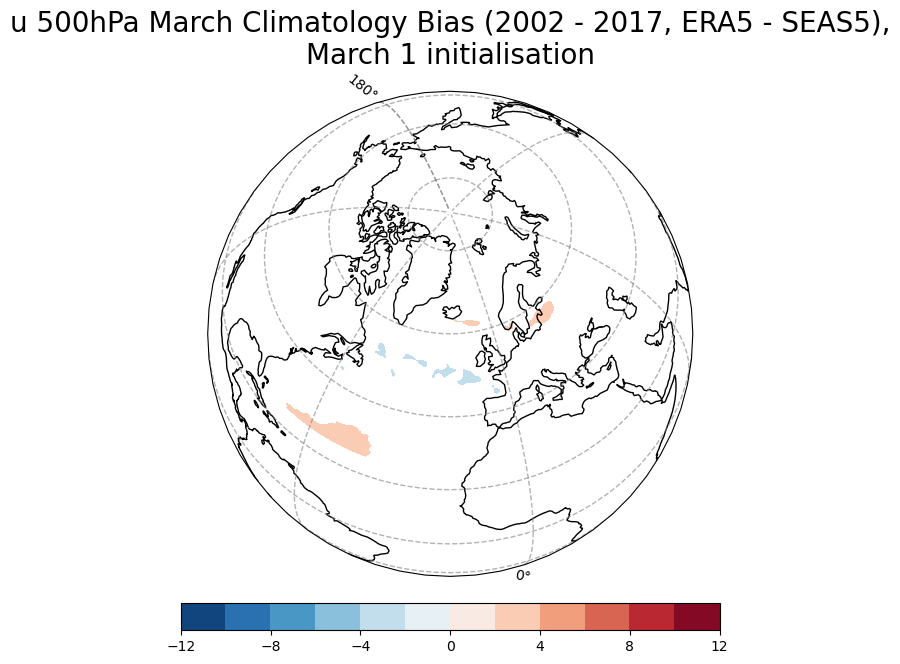 u 500hPa March Climatology Bias (2002 - 2017, ERA5 - SEAS5),
March 1 initialisation
180°
0°
−12 −8 −4 0 4 8 12